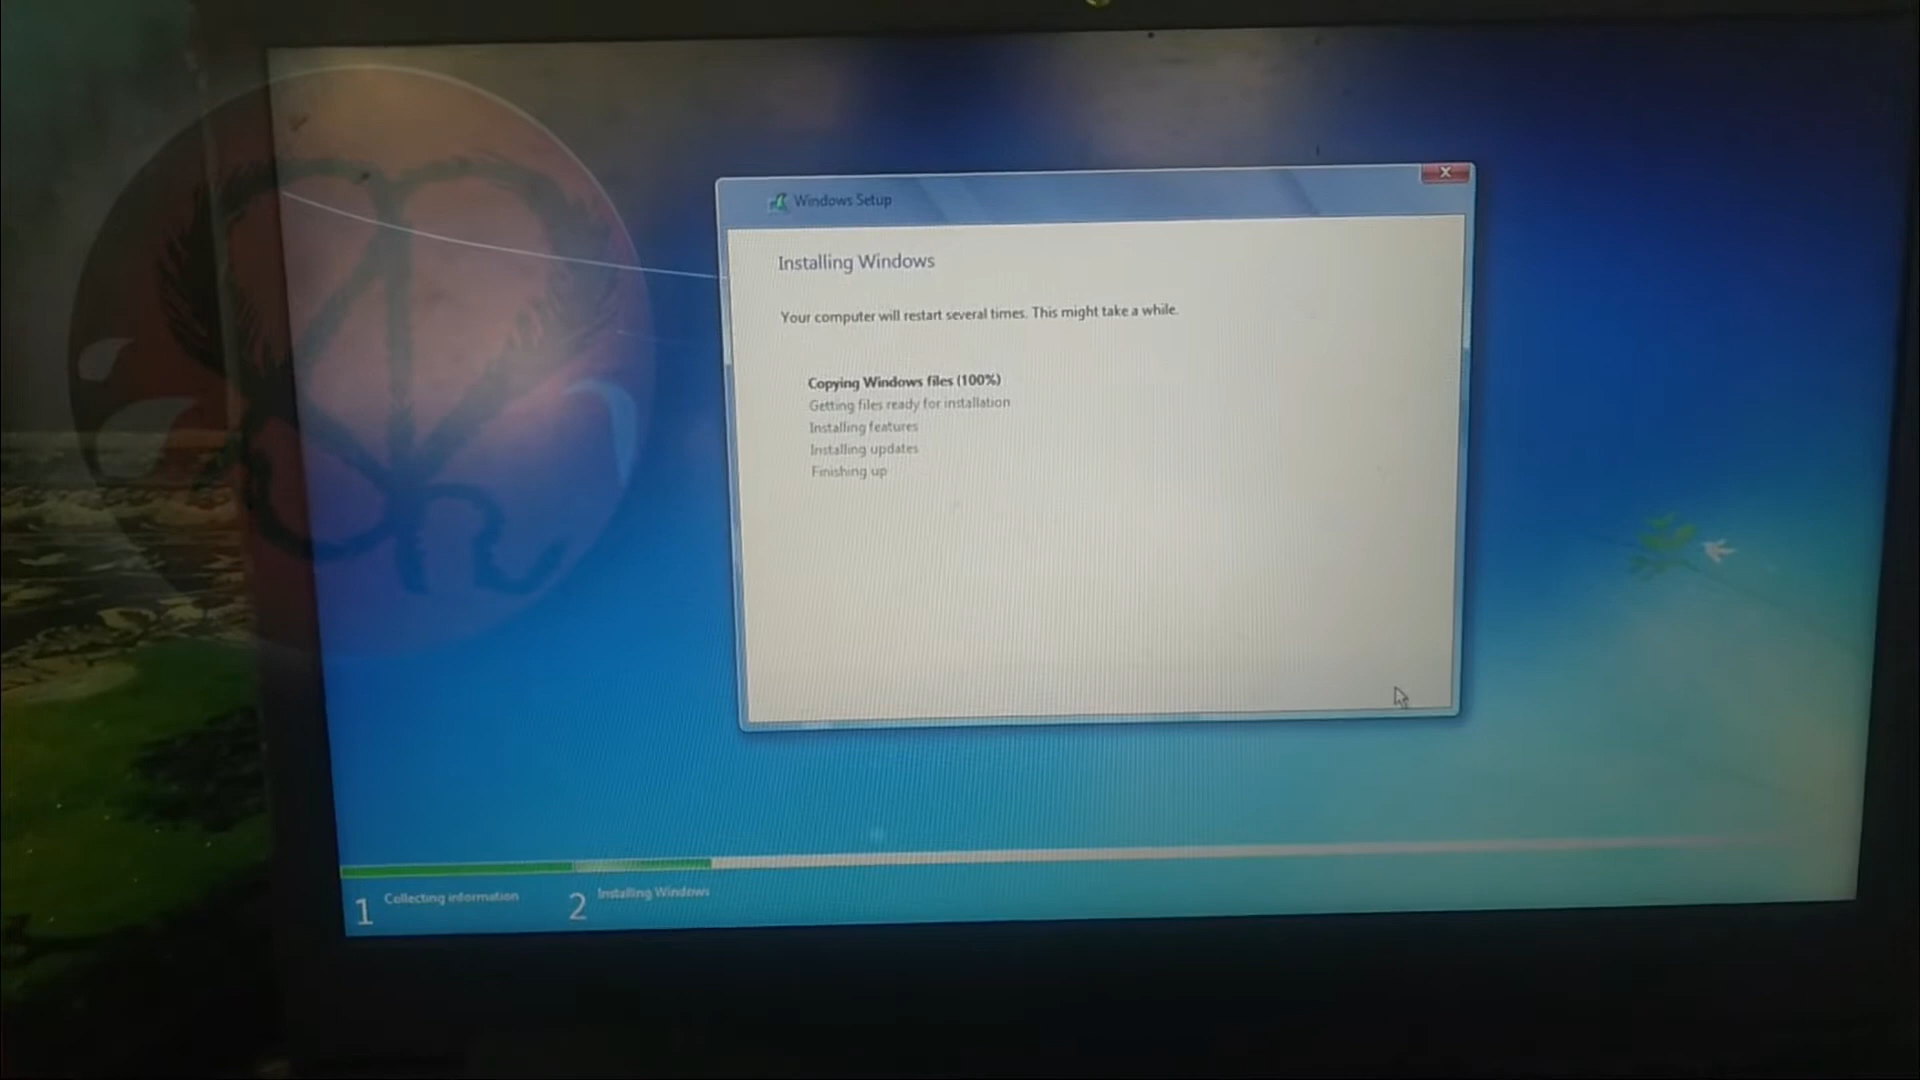 Windows Setup
Installing Windows
Your computer will restart several times. This might take a while.
Copying Windows files (100%)
Getting files ready for installation
Installing features
Installing updates
Finishing up
1 Collecting information
2 Installing Windows